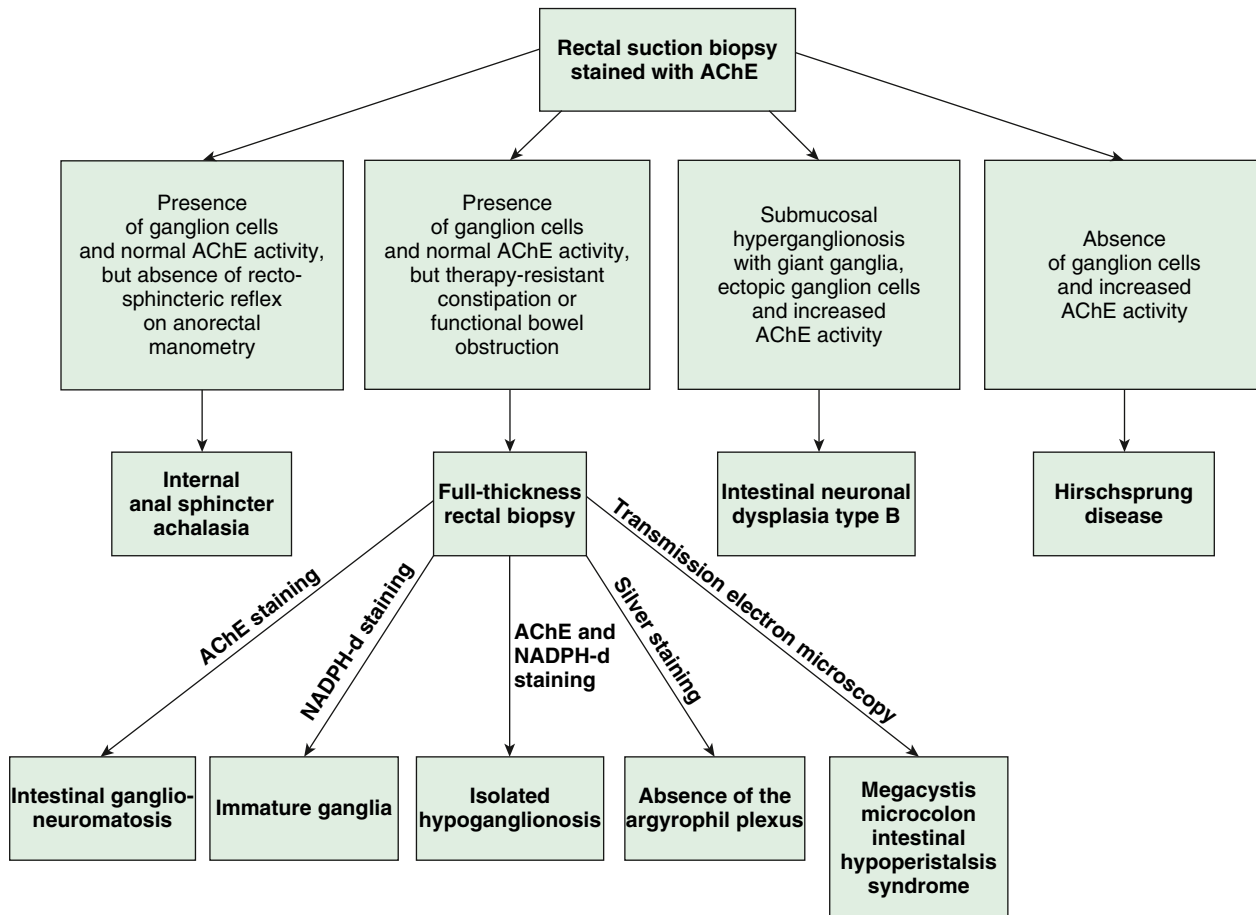 Rectal suction biopsy
stained with AChE
Presence
of ganglion cells
and normal AChE activity,
but absence of recto-
sphincteric reflex
on anorectal
manometry
Presence
of ganglion cells
and normal AChE activity,
but therapy-resistant
constipation or
functional bowel
obstruction
Submucosal
hyperganglionosis
with giant ganglia,
ectopic ganglion cells
and increased
AChE activity
Absence
of ganglion cells
and increased
AChE activity
Internal
anal sphincter
achalasia
Full-thickness
rectal biopsy
Intestinal neuronal
dysplasia type B
Hirschsprung
disease
AChE staining
NADPH-d staining
AChE and
NADPH-d
staining
Silver staining
Transmission electron microscopy
Intestinal ganglio-
neuromatosis
Immature ganglia
Isolated
hypoganglionosis
Absence of the
argyrophil plexus
Megacystis
microcolon
intestinal
hypoperistalsis
syndrome